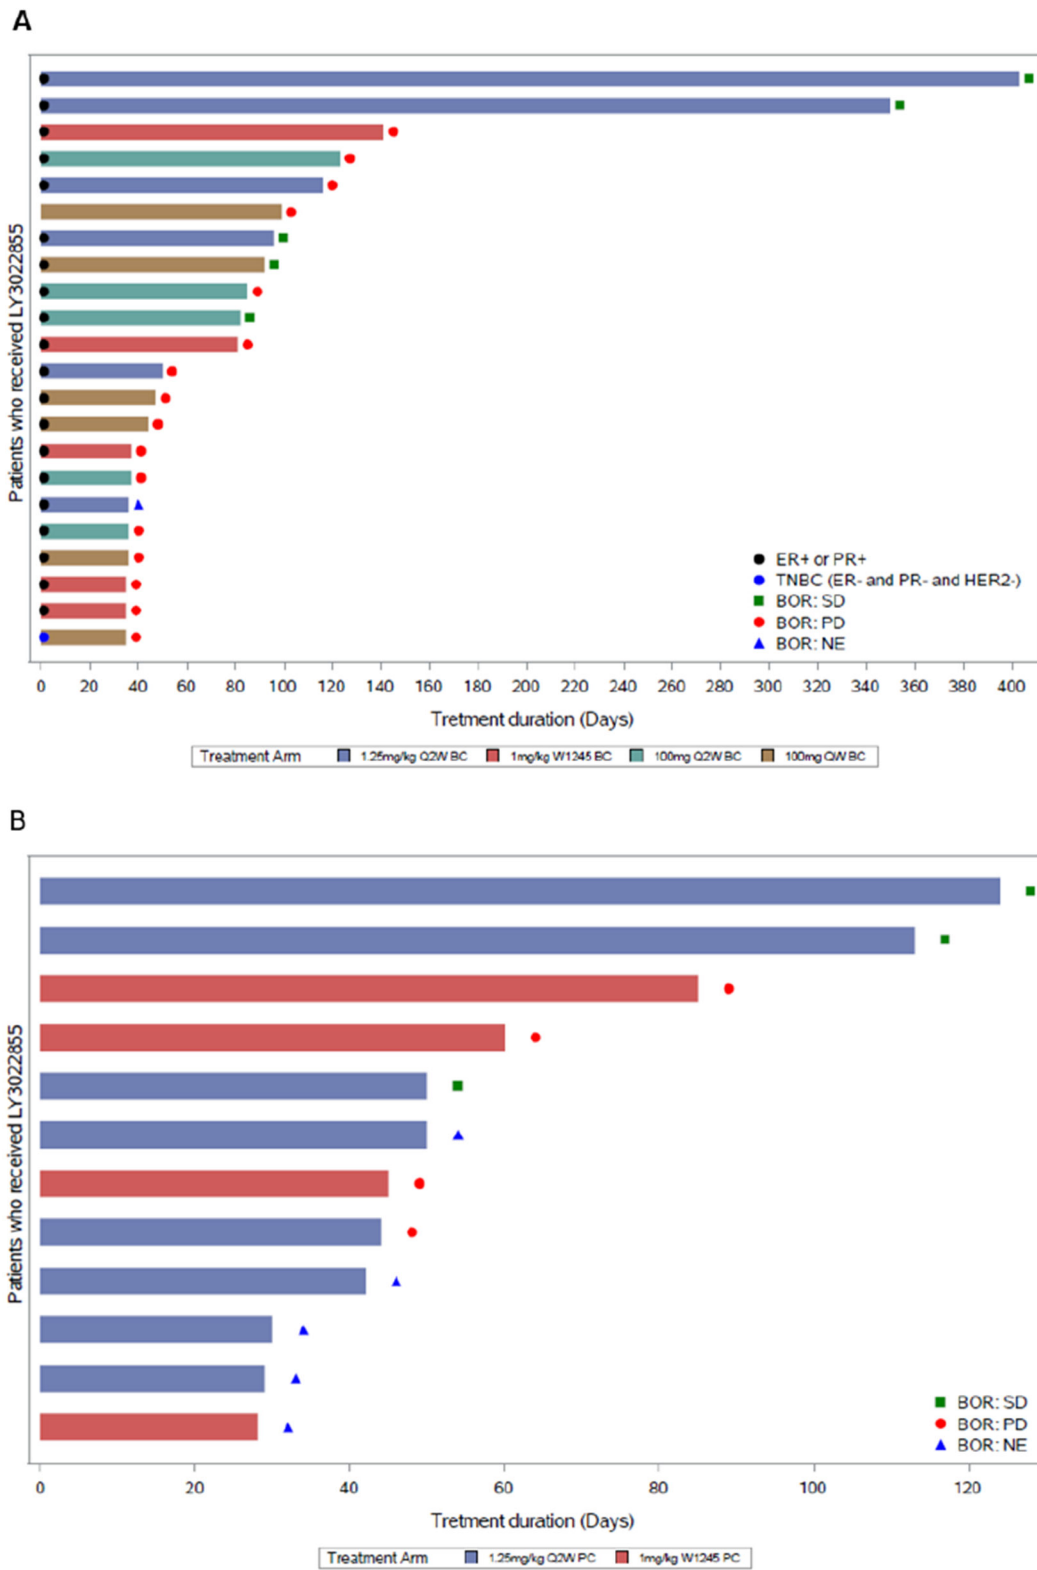 A
Patients who received LY3022855
ER+ or PR+
TNBC (ER- and PR- and HER2-)
BOR: SD
BOR: PD
BOR: NE
0 20 40 60 80 100 120 140 160 180 200 220 240 260 280 300 320 340 360 380 400
Tretment duration (Days)
Treatment Arm 1.25mg/kg Q2W BC 1mg/kg W1245 BC 100mg Q2W BC 100mg QW BC
B
Patients who received LY3022855
BOR: SD
BOR: PD
BOR: NE
0 20 40 60 80 100 120
Tretment duration (Days)
Treatment Arm 1.25mg/kg Q2W PC 1mg/kg W1245 PC